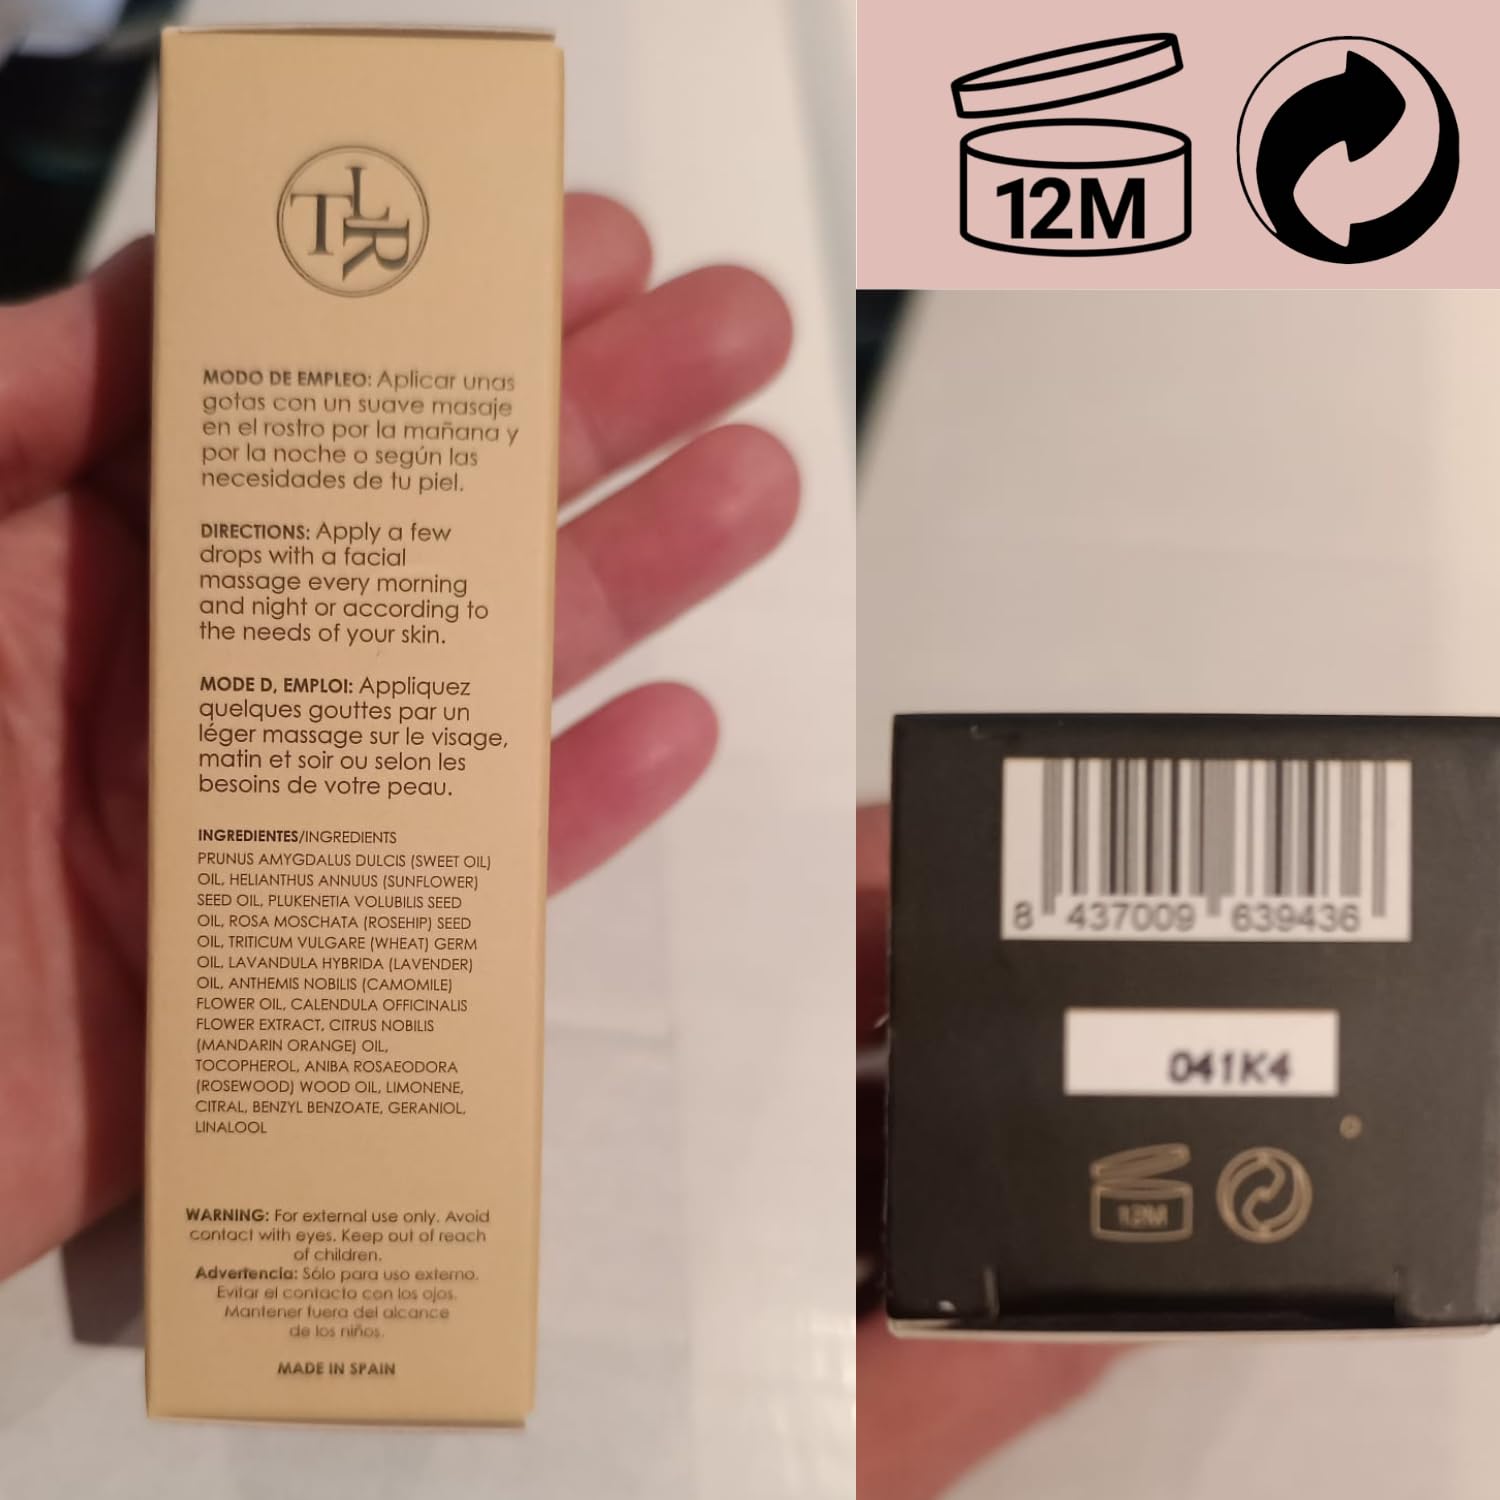 TLR
MODO DE EMPLEO: Aplicar unas
gotas con un suave masaje
en el rostro por la mañana y
por la noche o según las
necesidades de tu piel.
DIRECTIONS: Apply a few
drops with a facial
massage every morning
and night or according to
the needs of your skin.
MODE D, EMPLOI: Appliquez
quelques gouttes par un
léger massage sur le visage,
matin et soir ou selon les
besoins de votre peau.
INGREDIENTES/INGREDIENTS
PRUNUS AMYGDALUS DULCIS (SWEET OIL)
OIL, HELIANTHUS ANNUUS (SUNFLOWER)
SEED OIL, PLUKENETIA VOLUBILIS SEED
OIL, ROSA MOSCHATA (ROSEHIP) SEED
OIL, TRITICUM VULGARE (WHEAT) GERM
OIL, LAVANDULA HYBRIDA (LAVENDER)
OIL, ANTHEMIS NOBILIS (CAMOMILE)
FLOWER OIL, CALENDULA OFFICINALIS
FLOWER EXTRACT, CITRUS NOBILIS
(MANDARIN ORANGE) OIL,
TOCOPHEROL, ANIBA ROSAEODORA
(ROSEWOOD) WOOD OIL, LIMONENE,
CITRAL, BENZYL BENZOATE, GERANIOL,
LINALOOL
WARNING: For external use only. Avoid
contact with eyes. Keep out of reach
of children.
Advertencia: Sólo para uso externo.
Evitar el contacto con los ojos.
Mantener fuera del alcance
de los niños.
MADE IN SPAIN
12M
8 437009 639436
041K4
12M